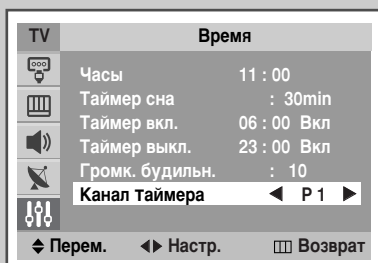 TV Время
Часы 11 : 00
Таймер сна : 30min
Таймер вкл. 06 : 00 Вкл
Таймер выкл. 23 : 00 Вкл
Громк. будильн. : 10
Канал Таймера ◀ P 1 ▶
Перем. Настр. Возврат